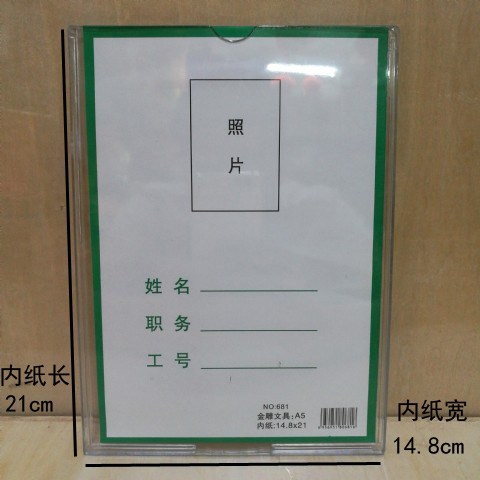 照
片
姓名
职务
工号
NO:681
金雕文具:A5
内纸:14.8x21
内纸长
21cm
内纸宽
14.8cm